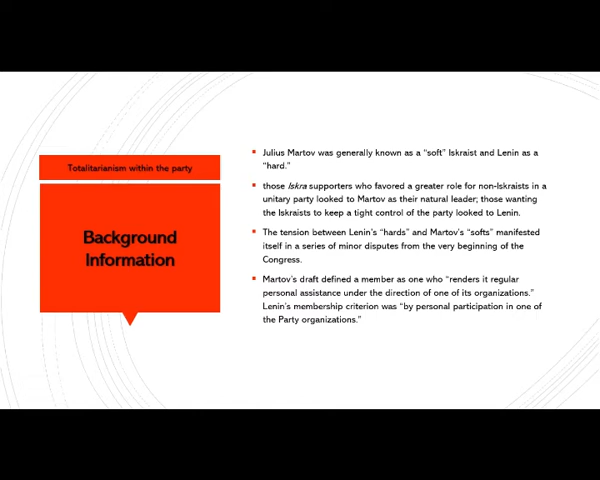 Totalitarianism within the party
Background
Information
Julius Martov was generally known as a “soft” Iskraist and Lenin as a
“hard.”
those Iskra supporters who favored a greater role for non-Iskraists in a
unitary party looked to Martov as their natural leader; those wanting
the Iskraists to keep a tight control of the party looked to Lenin.
The tension between Lenin’s “hards” and Martov’s “softs” manifested
itself in a series of minor disputes from the very beginning of the
Congress.
Martov’s draft defined a member as one who “renders it regular
personal assistance under the direction of one of its organizations.”
Lenin’s membership criterion was “by personal participation in one of
the Party organizations.”